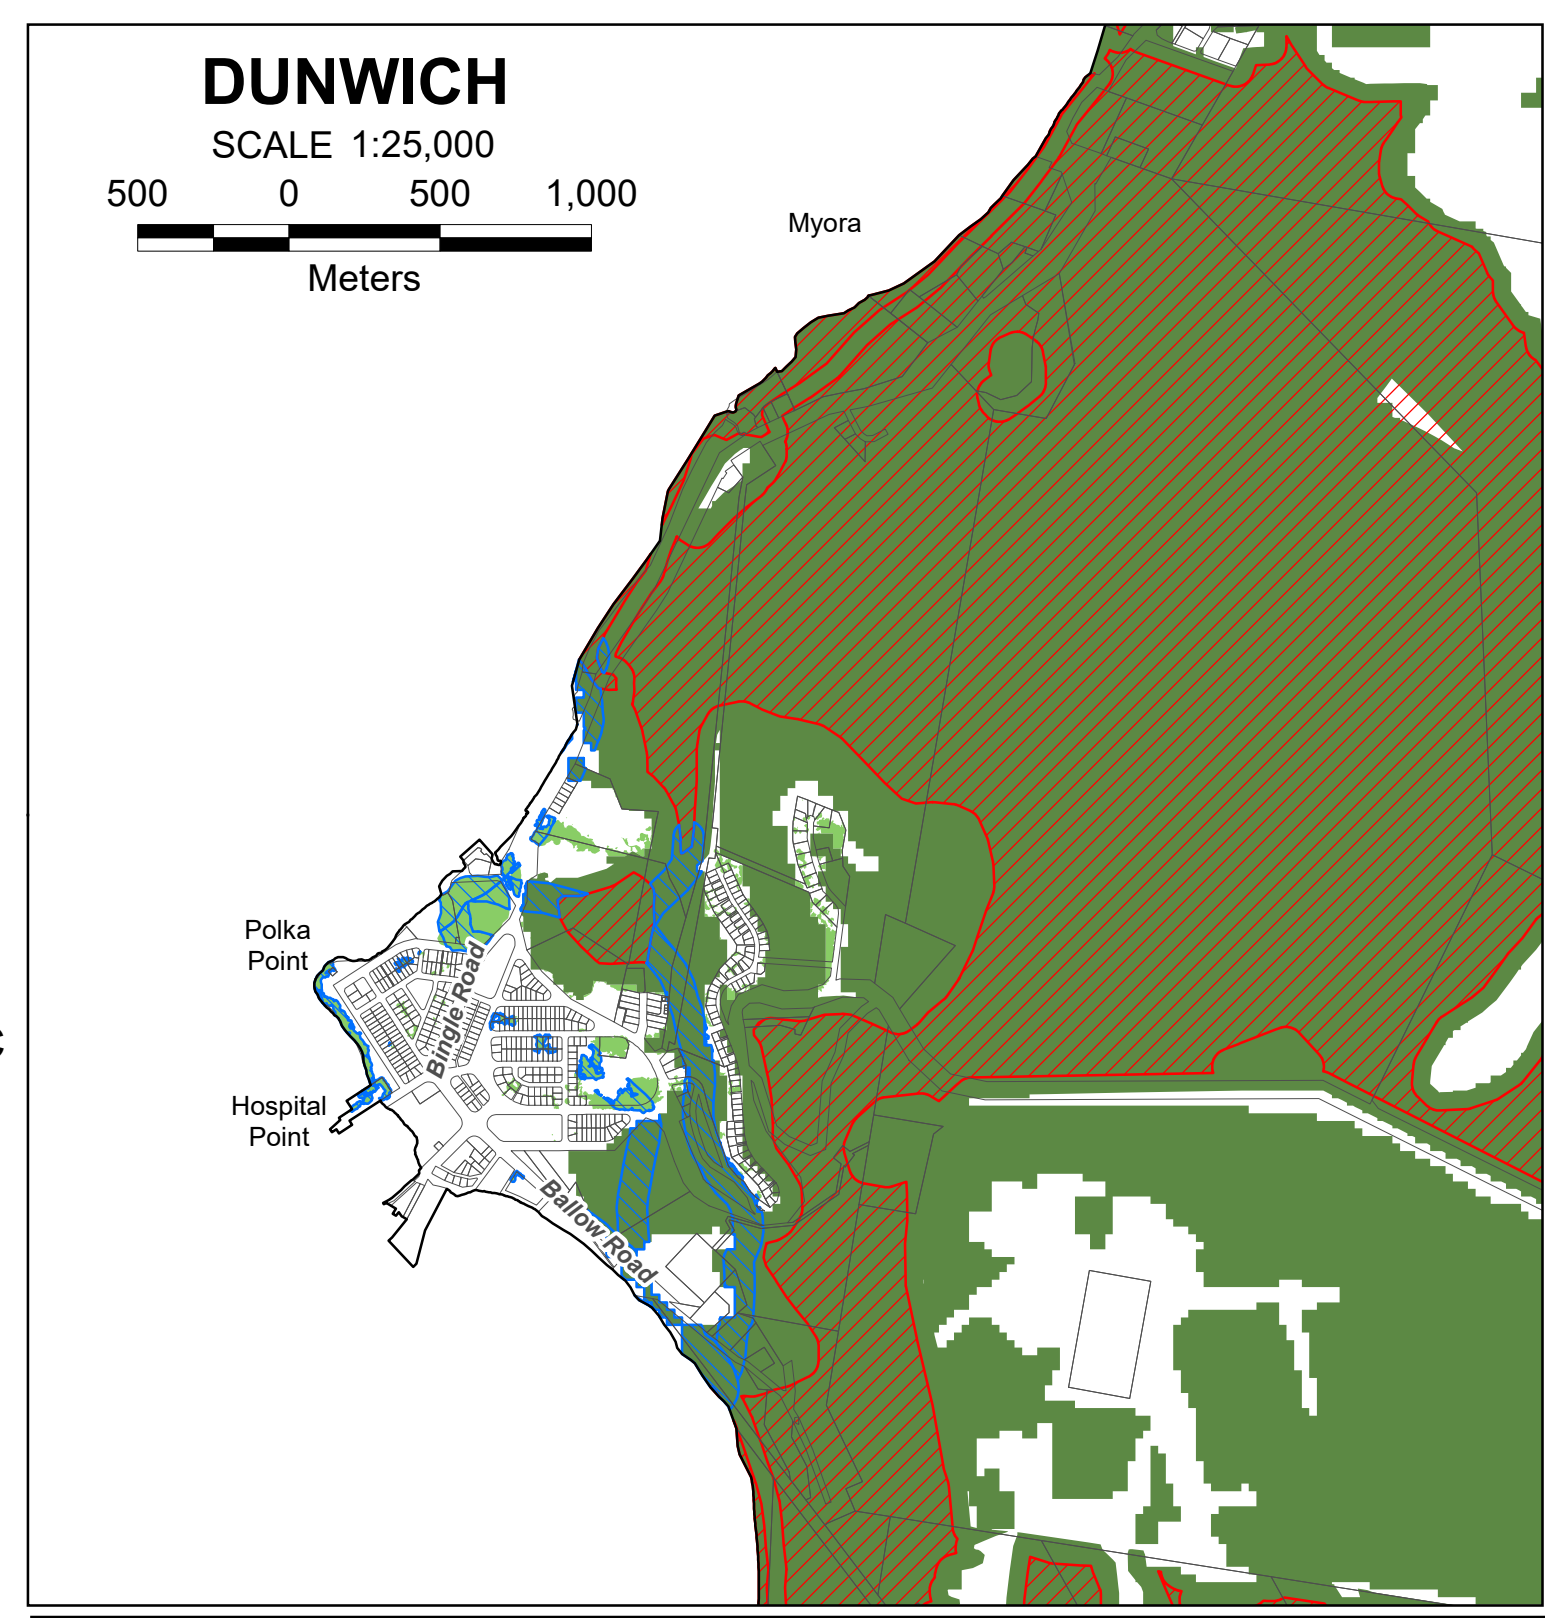 DUNWICH
SCALE 1:25,000
500 0 500 1,000
Meters
Myora
Polka
Point
Bingle Road
Hospital
Point
Ballow Road